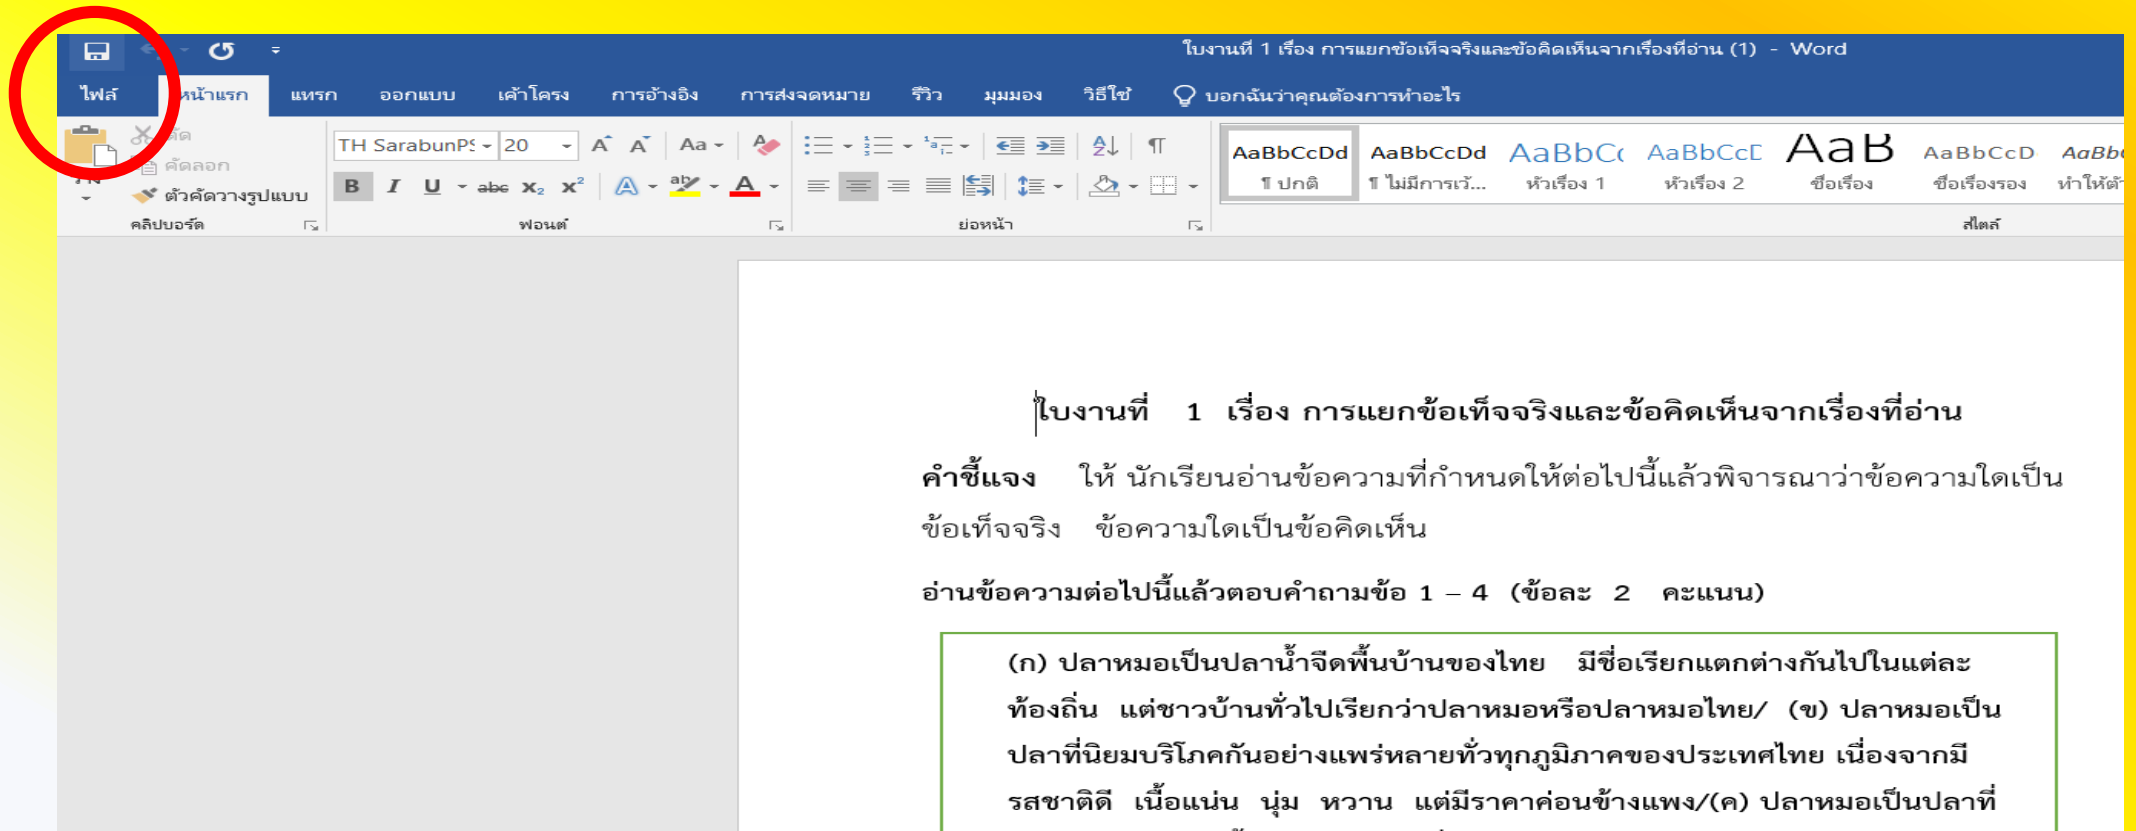 ใบงานที่ 1 เรื่อง การแยกข้อเท็จจริงและข้อคิดเห็นจากเรื่องที่อ่าน (1) - Word
ไฟล์ หน้าแรก แทรก ออกแบบ เค้าโครง การอ้างอิง การส่งจดหมาย รีวิว มุมมอง วิธีใช้ บอกฉันว่าคุณต้องการทำอะไร
ตัด
คัดลอก
ตัวคัดวางรูปแบบ
คลิปบอร์ด
TH SarabunPS 20
ฟอนต์
ย่อหน้า
AaBbCcDd AaBbCcDd AaBbCc AaBbCcD AaB AaBbCcD AaBb
¶ ปกติ ¶ ไม่มีการเว้... หัวเรื่อง 1 หัวเรื่อง 2 ชื่อเรื่อง ชื่อเรื่องรอง ทำให้ตั
สไตล์
ใบงานที่ 1 เรื่อง การแยกข้อเท็จจริงและข้อคิดเห็นจากเรื่องที่อ่าน
คำชี้แจง ให้ นักเรียนอ่านข้อความที่กำหนดให้ต่อไปนี้แล้วพิจารณาว่าข้อความใดเป็น
ข้อเท็จจริง ข้อความใดเป็นข้อคิดเห็น
อ่านข้อความต่อไปนี้แล้วตอบคำถามข้อ 1 – 4 (ข้อละ 2 คะแนน)
(ก) ปลาหมอเป็นปลาน้ำจืดพื้นบ้านของไทย มีชื่อเรียกแตกต่างกันไปในแต่ละ
ท้องถิ่น แต่ชาวบ้านทั่วไปเรียกว่าปลาหมอหรือปลาหมอไทย/ (ข) ปลาหมอเป็น
ปลาที่นิยมบริโภคกันอย่างแพร่หลายทั่วทุกภูมิภาคของประเทศไทย เนื่องจากมี
รสชาติดี เนื้อแน่น นุ่ม หวาน แต่มีราคาค่อนข้างแพง/(ค) ปลาหมอเป็นปลาที่